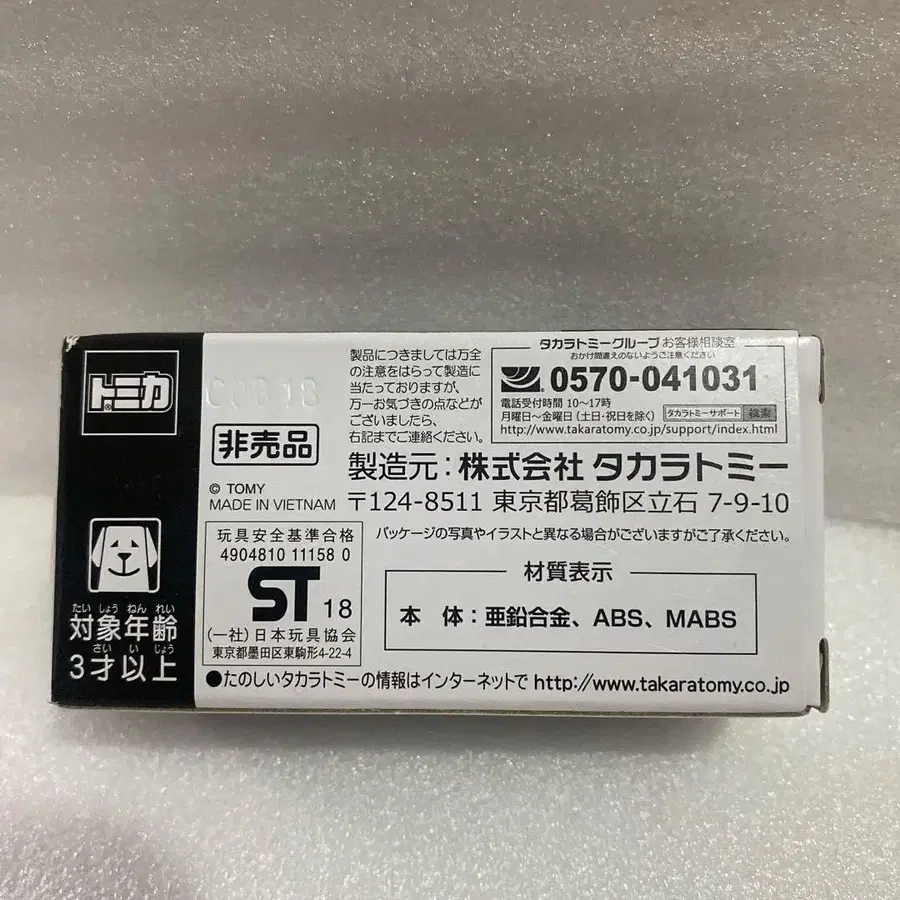 トミカ
®
非売品
© TOMY
MADE IN VIETNAM
製品につきましては万全
の注意をはらって製造に
当たっておりますが、
万一お気づきの点などが
ございましたら、
右記までご連絡ください。
タカラトミーグループ お客様相談室
おかけ間違えのないようご注意ください
0570-041031
電話受付時間 10〜17時
月曜日〜金曜日 (土日・祝日を除く) タカラトミーサポート 検索
http://www.takaratomy.co.jp/support/index.html
製造元:株式会社 タカラトミー
〒124-8511 東京都葛飾区立石 7-9-10
パッケージの写真やイラストと異なる場合がございますがご了承ください。
玩具安全基準合格
4904810 11158 0
ST 18
(一社)日本玩具協会
東京都墨田区東駒形4-22-4
材質表示
本 体:亜鉛合金、ABS、MABS
たい しょう ねん れい
対象年齢
さい い じょう
3才以上
●たのしいタカラトミーの情報はインターネットで http://www.takaratomy.co.jp